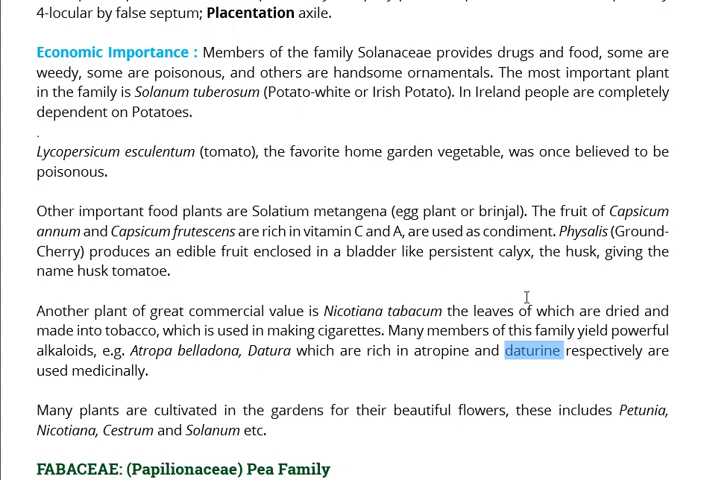 4-locular by false septum; Placentation axile.
Economic Importance : Members of the family Solanaceae provides drugs and food, some are
weedy, some are poisonous, and others are handsome ornamentals. The most important plant
in the family is Solanum tuberosum (Potato-white or Irish Potato). In Ireland people are completely
dependent on Potatoes.
.
Lycopersicum esculentum (tomato), the favorite home garden vegetable, was once believed to be
poisonous.
Other important food plants are Solatium metangena (egg plant or brinjal). The fruit of Capsicum
annum and Capsicum frutescens are rich in vitamin C and A, are used as condiment. Physalis (Ground-
Cherry) produces an edible fruit enclosed in a bladder like persistent calyx, the husk, giving the
name husk tomatoe.
Another plant of great commercial value is Nicotiana tabacum the leaves of which are dried and
made into tobacco, which is used in making cigarettes. Many members of this family yield powerful
alkaloids, e.g. Atropa belladona, Datura which are rich in atropine and daturine respectively are
used medicinally.
Many plants are cultivated in the gardens for their beautiful flowers, these includes Petunia,
Nicotiana, Cestrum and Solanum etc.
FABACEAE: (Papilionaceae) Pea Family